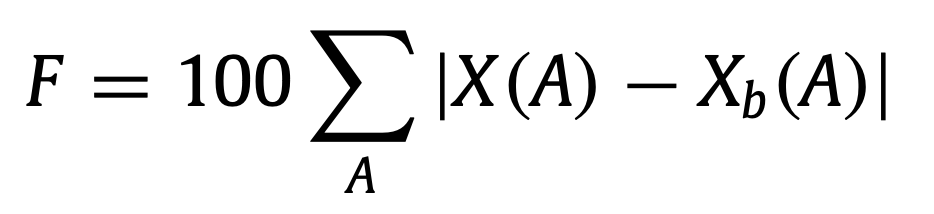 F = 100 ∑_A |X(A) − X_b(A)|